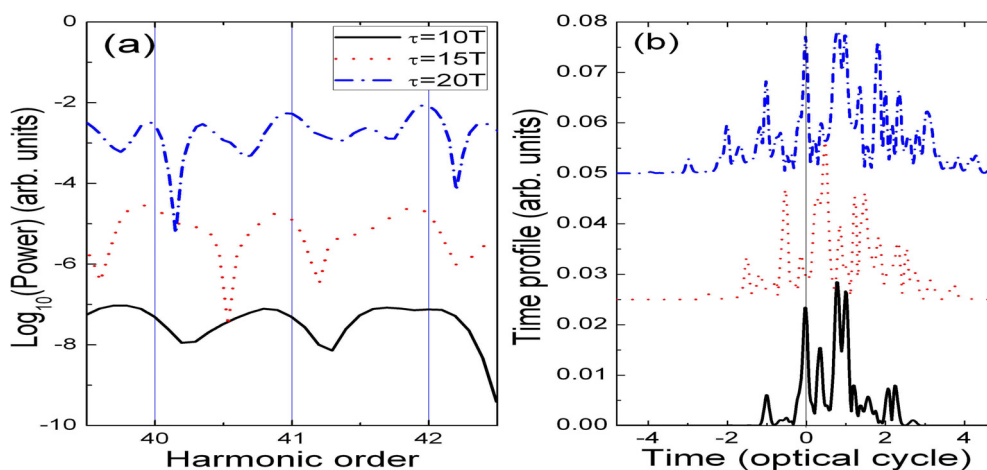 (a)
τ=10T
τ=15T
τ=20T
Log10(Power) (arb. units)
0
-2
-4
-6
-8
-10
40
41
42
Harmonic order
(b)
Time profile (arb. units)
0.08
0.07
0.06
0.05
0.04
0.03
0.02
0.01
0.00
-4
-2
0
2
4
Time (optical cycle)